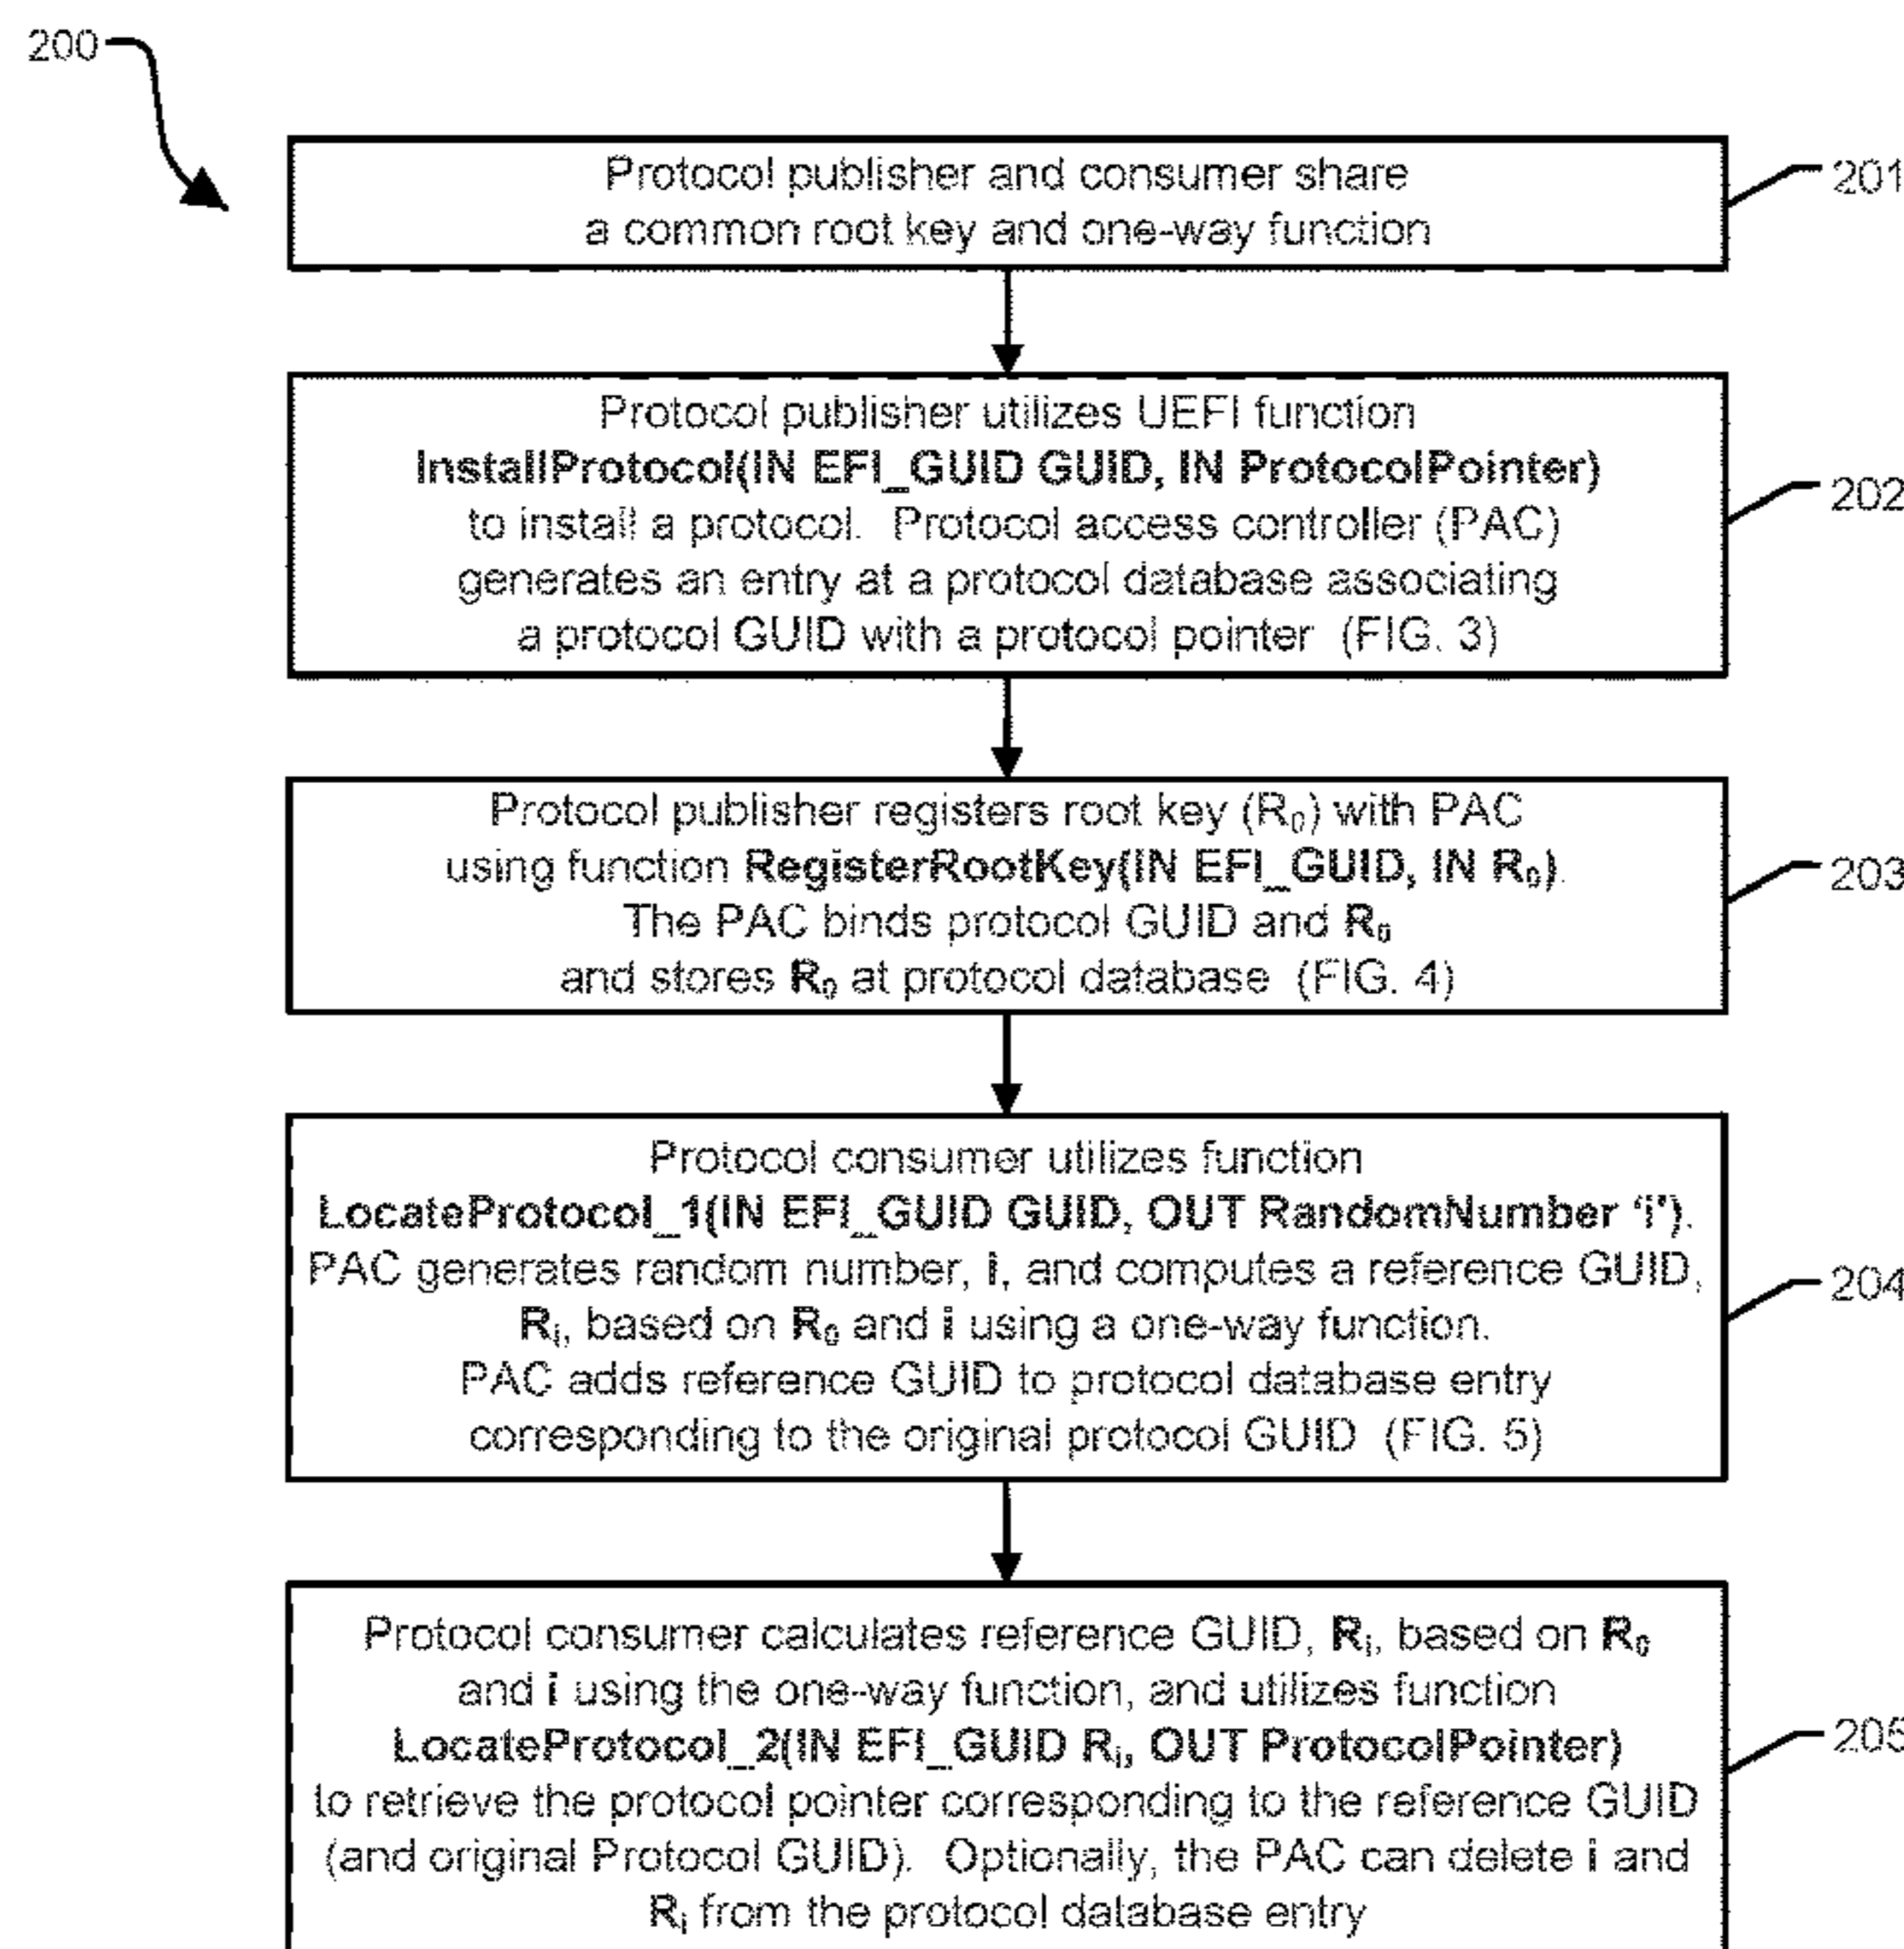 200
Protocol publisher and consumer share
a common root key and one-way function
201
Protocol publisher utilizes UEFI function
InstallProtocol(IN EFI_GUID GUID, IN ProtocolPointer)
to install a protocol. Protocol access controller (PAC)
generates an entry at a protocol database associating
a protocol GUID with a protocol pointer (FIG. 3)
202
Protocol publisher registers root key (R₀) with PAC
using function RegisterRootKey(IN EFI_GUID, IN R₀).
The PAC binds protocol GUID and R₀
and stores R₀ at protocol database (FIG. 4)
203
Protocol consumer utilizes function
LocateProtocol_1(IN EFI_GUID GUID, OUT RandomNumber ‘i’).
PAC generates random number, i, and computes a reference GUID,
Rᵢ, based on R₀ and i using a one-way function.
PAC adds reference GUID to protocol database entry
corresponding to the original protocol GUID (FIG. 5)
204
Protocol consumer calculates reference GUID, Rᵢ, based on R₀
and i using the one-way function, and utilizes function
LocateProtocol_2(IN EFI_GUID Rᵢ, OUT ProtocolPointer)
to retrieve the protocol pointer corresponding to the reference GUID
(and original Protocol GUID). Optionally, the PAC can delete i and
Rᵢ from the protocol database entry
205